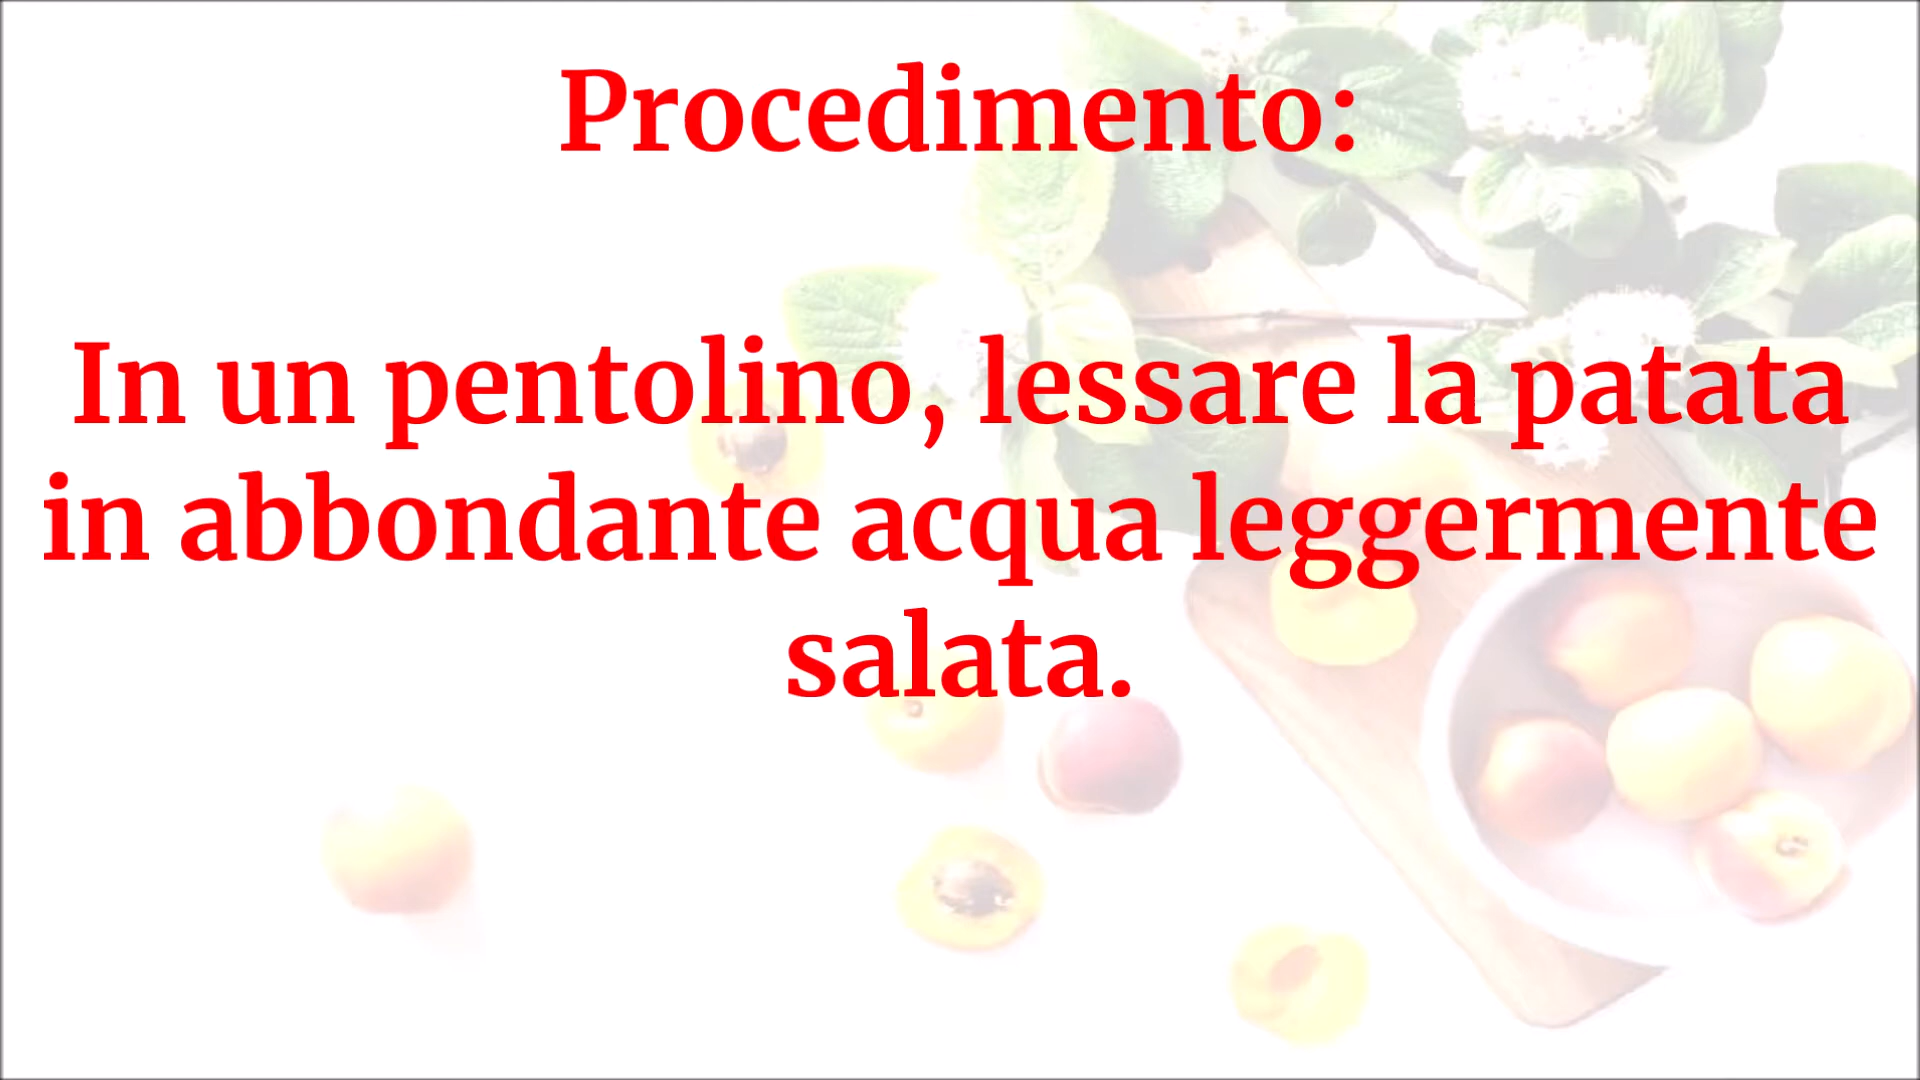 Procedimento:
In un pentolino, lessare la patata
in abbondante acqua leggermente
salata.